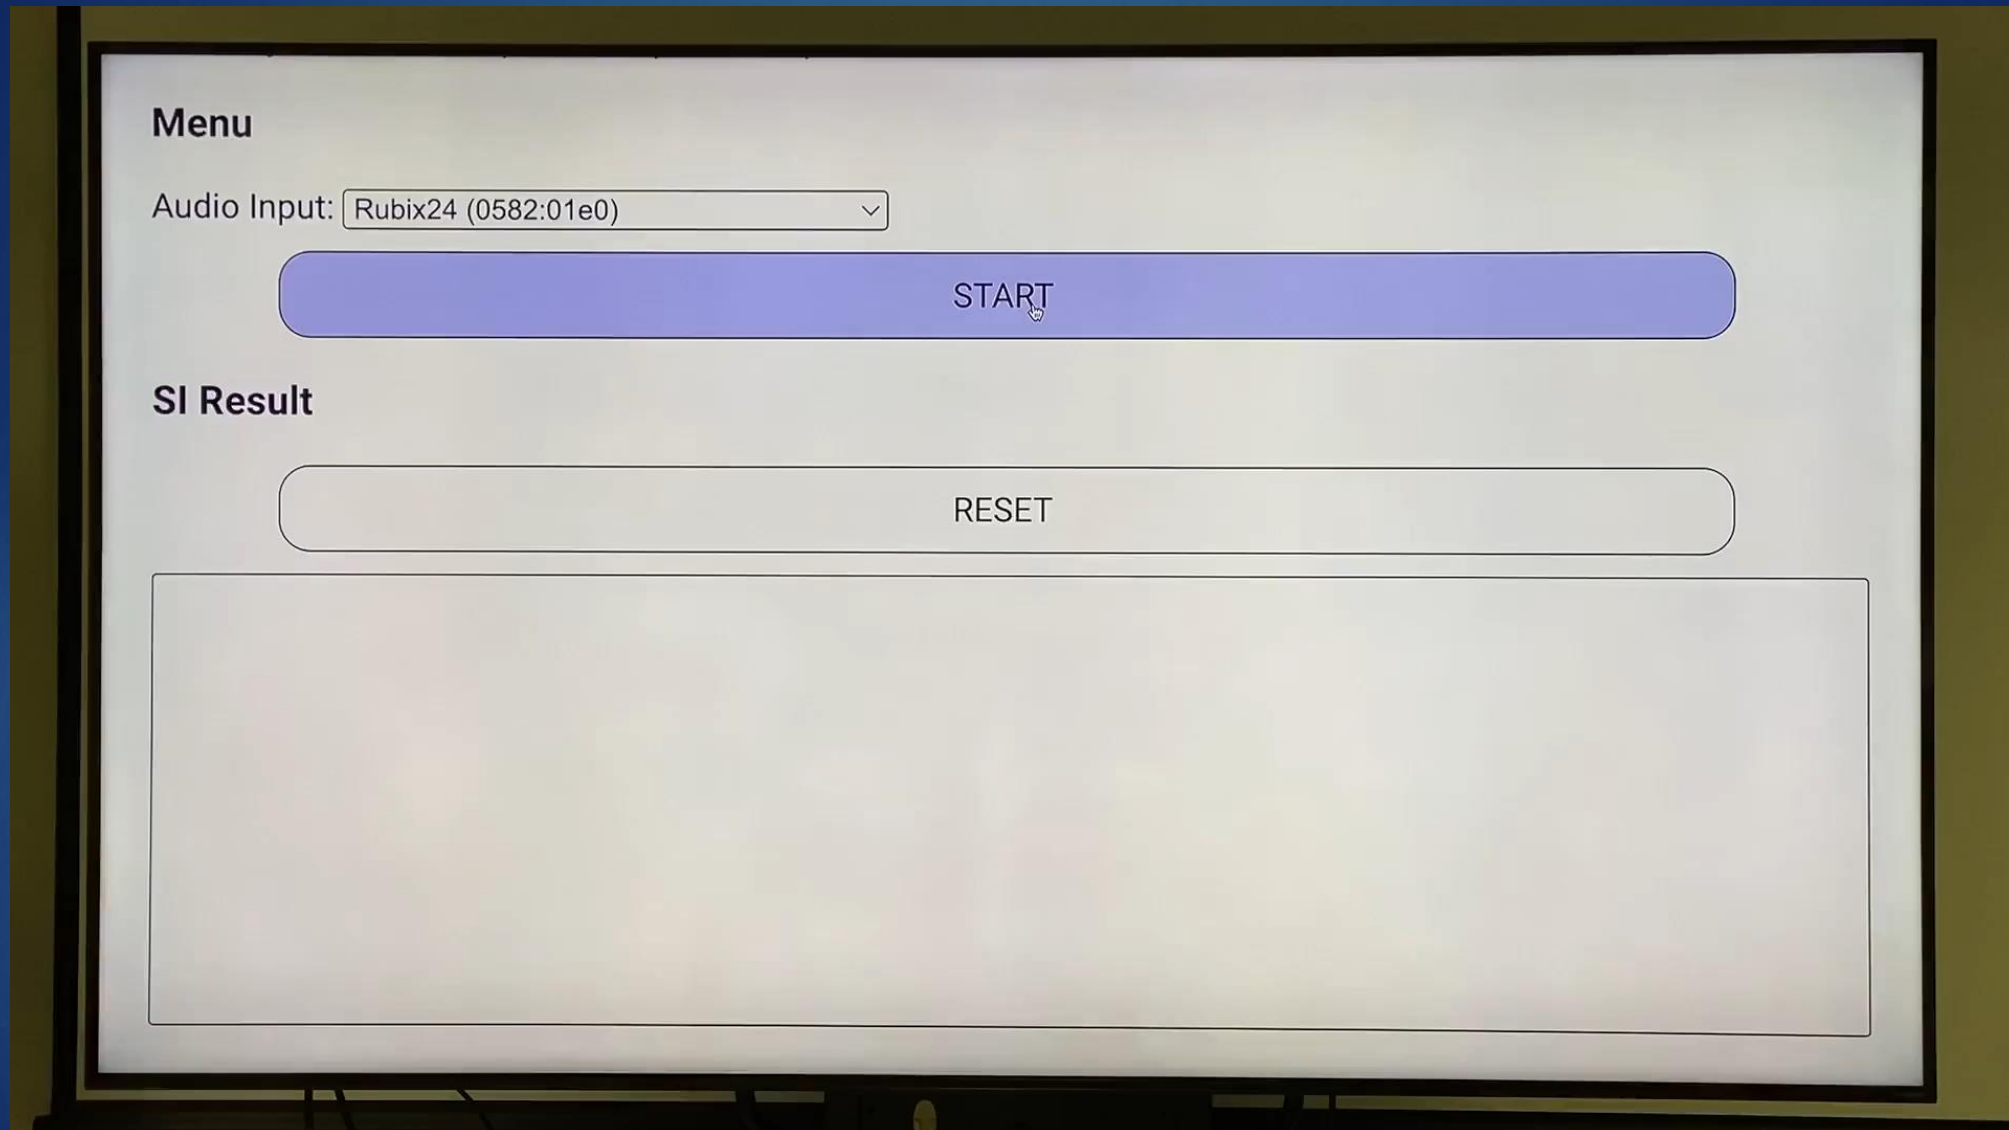 Menu
Audio Input: Rubix24 (0582:01e0)
START
SI Result
RESET